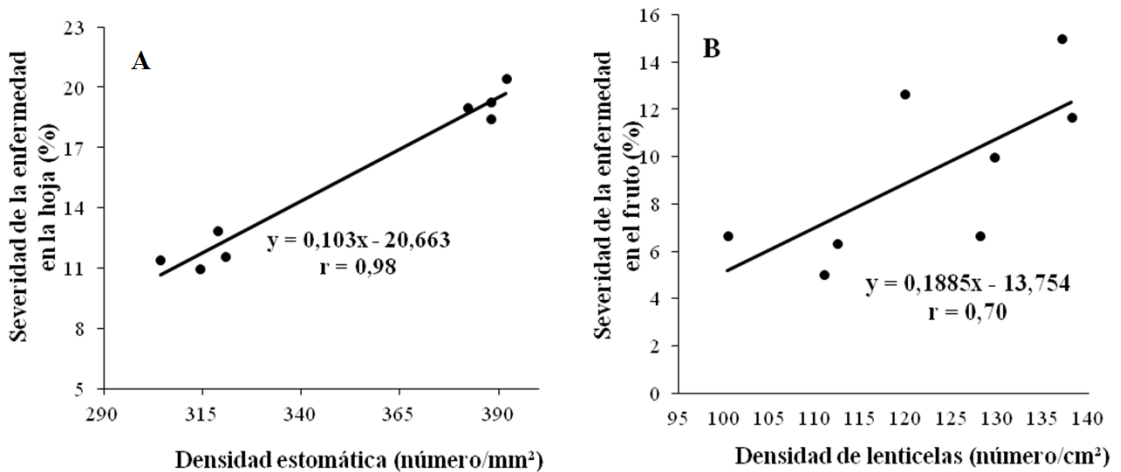 A
Severidad de la enfermedad
en la hoja (%)
23
20
17
14
11
8
5
290
315
340
365
390
y = 0,103x - 20,663
r = 0,98
Densidad estomática (número/mm²)
B
Severidad de la enfermedad
en el fruto (%)
16
14
12
10
8
6
4
2
0
95
100
105
110
115
120
125
130
135
140
y = 0,1885x - 13,754
r = 0,70
Densidad de lenticelas (número/cm²)